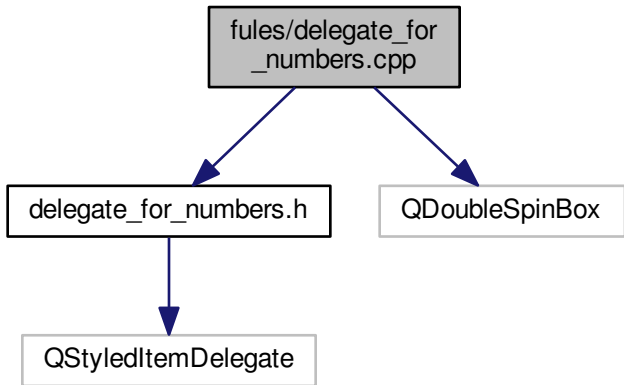 fules/delegate_for
_numbers.cpp
delegate_for_numbers.h
QDoubleSpinBox
QStyledItemDelegate